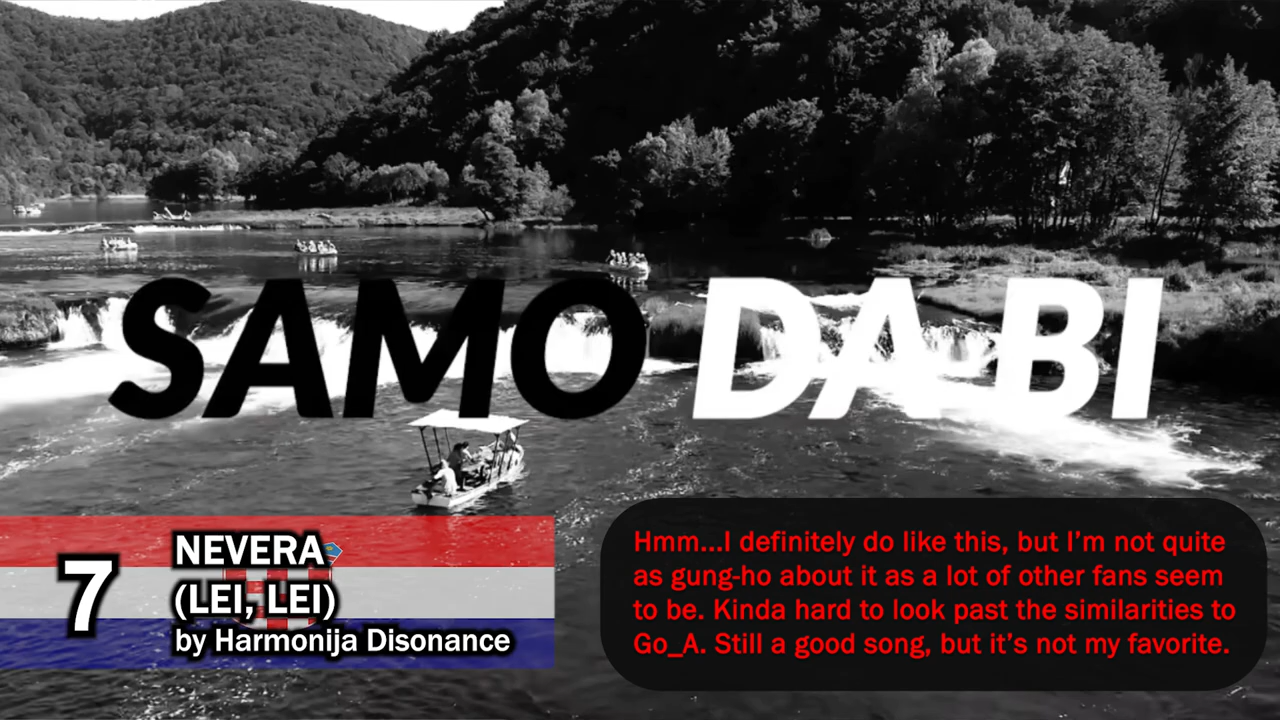 SAMO DA BI
7
NEVERA
(LEI, LEI)
by Harmonija Disonance
Hmm...I definitely do like this, but I'm not quite
as gung-ho about it as a lot of other fans seem
to be. Kinda hard to look past the similarities to
Go_A. Still a good song, but it's not my favorite.